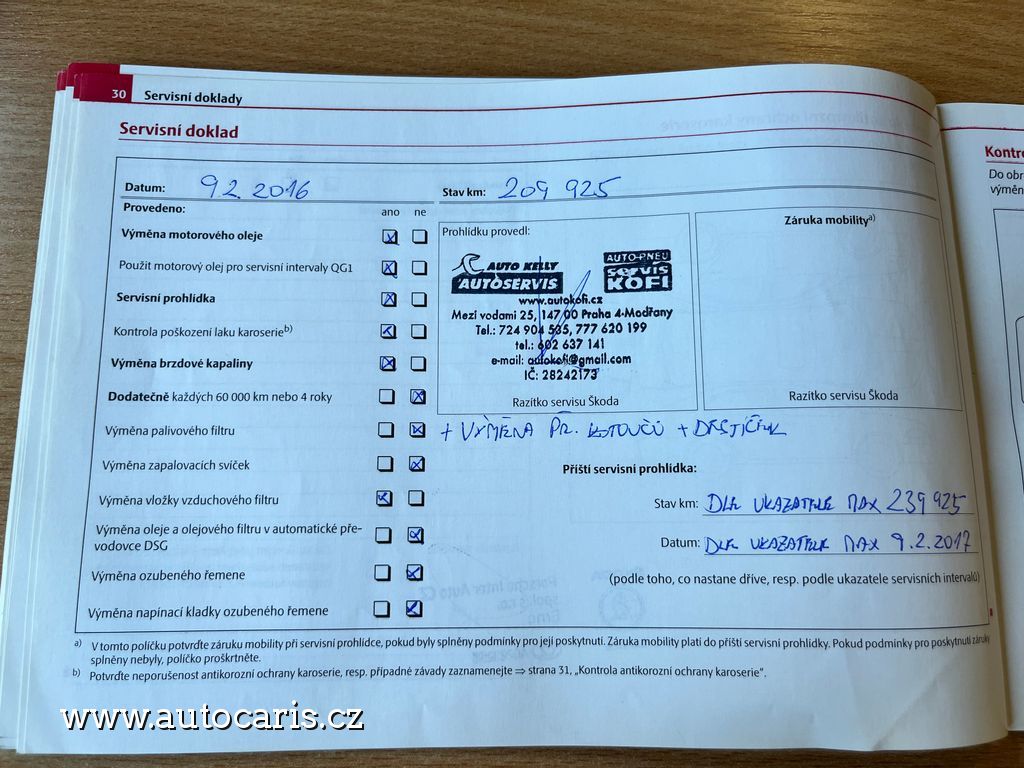 30 Servisní doklady
Servisní doklad
Datum: 9.2.2016 Stav km: 209 925
Provedeno: ano ne
Výměna motorového oleje
Použit motorový olej pro servisní intervaly QG1
Servisní prohlídka
Kontrola poškození laku karoserie b)
Výměna brzdové kapaliny
Dodatečně každých 60 000 km nebo 4 roky
Výměna palivového filtru
Výměna zapalovacích svíček
Výměna vložky vzduchového filtru
Výměna oleje a olejového filtru v automatické pře-
vodovce DSG
Výměna ozubeného řemene
Výměna napínací kladky ozubeného řemene
Prohlídku provedl:
AUTO KELLY
AUTOSERVIS
AUTO-PNEU
servis
KOFI
www.autokofi.cz
Mezi vodami 25, 147 00 Praha 4-Modřany
Tel.: 724 904 535, 777 620 199
tel.: 602 637 141
e-mail: autokofi@gmail.com
IČ: 28242173
Razítko servisu Škoda
Záruka mobility a)
Razítko servisu Škoda
+ VÝMĚNA PŘ. KOTOUČŮ + DESTIČEK
Příští servisní prohlídka:
Stav km: DLE UKAZATELE MAX 239 925
Datum: DLE UKAZATELE MAX 9.2.2017
(podle toho, co nastane dříve, resp. podle ukazatele servisních intervalů)
a) V tomto políčku potvrďte záruku mobility při servisní prohlídce, pokud byly splněny podmínky pro její poskytnutí. Záruka mobility platí do příští servisní prohlídky. Pokud podmínky pro poskytnutí záruky
splněny nebyly, políčko proškrtněte.
b) Potvrďte neporušenost antikorozní ochrany karoserie, resp. případné závady zaznamenejte ⇒ strana 31, „Kontrola antikorozní ochrany karoserie“.
Kontro
Do obr
výměn
www.autocaris.cz